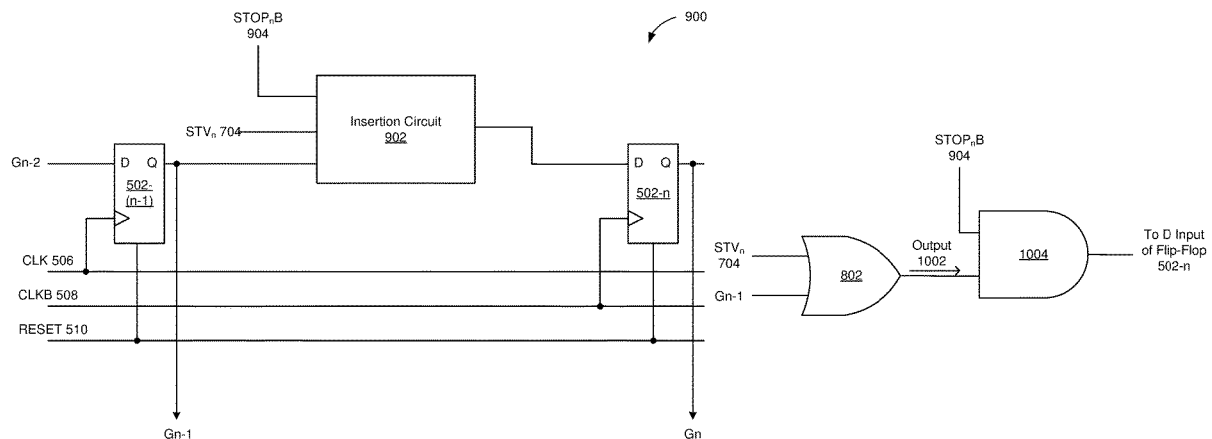 STOPnB
904
900
Insertion Circuit
902
STVn 704
Gn-2
D Q
502-
(n-1)
D Q
502-n
CLK 506
CLKB 508
RESET 510
Gn-1
Gn
STOPnB
904
STVn
704
Gn-1
802
Output
1002
1004
To D Input
of Flip-Flop
502-n